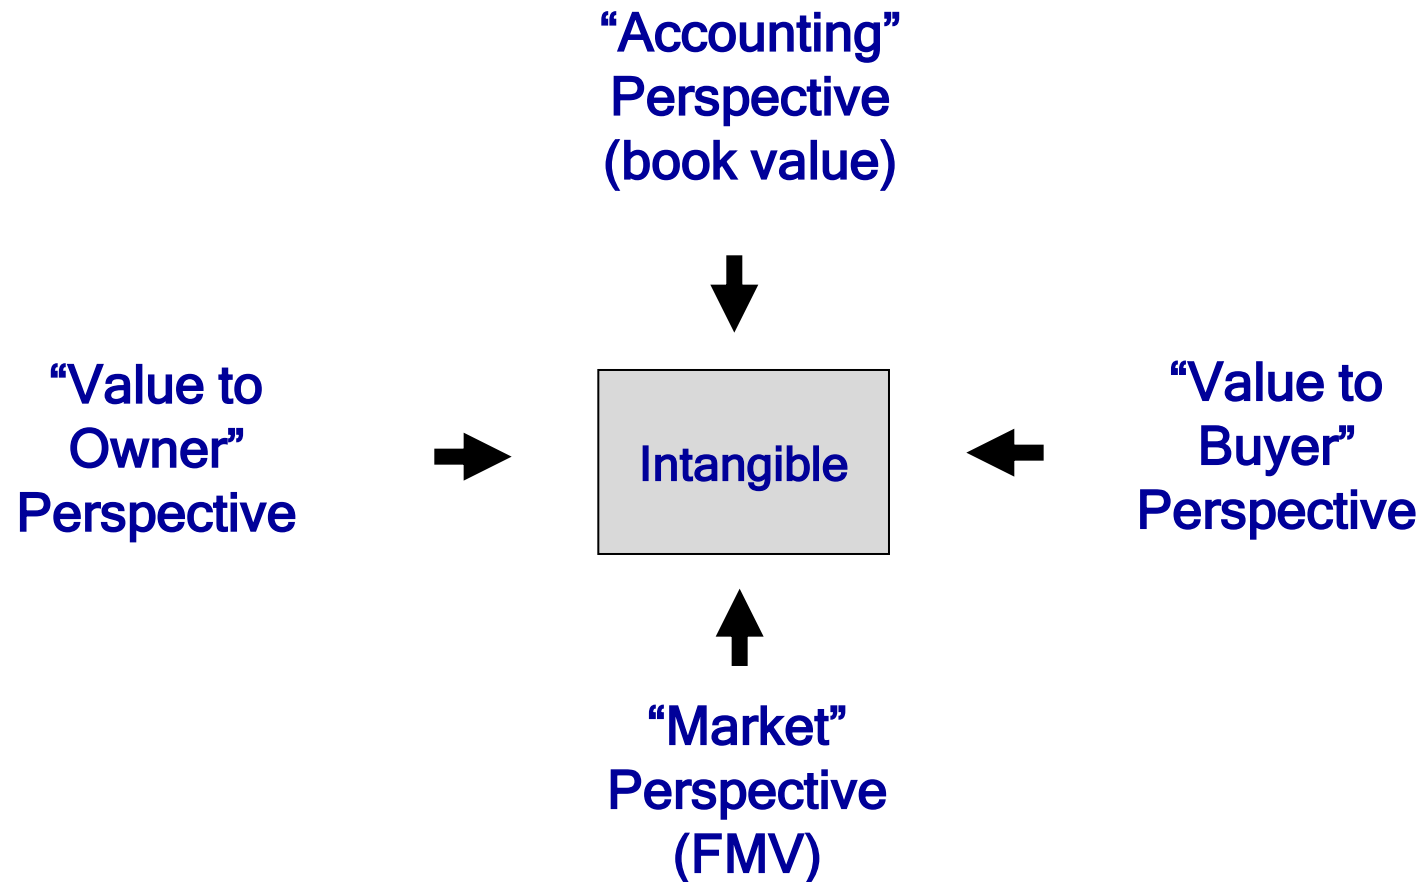 “Accounting”
Perspective
(book value)
“Value to
Owner”
Perspective
Intangible
“Value to
Buyer”
Perspective
“Market”
Perspective
(FMV)